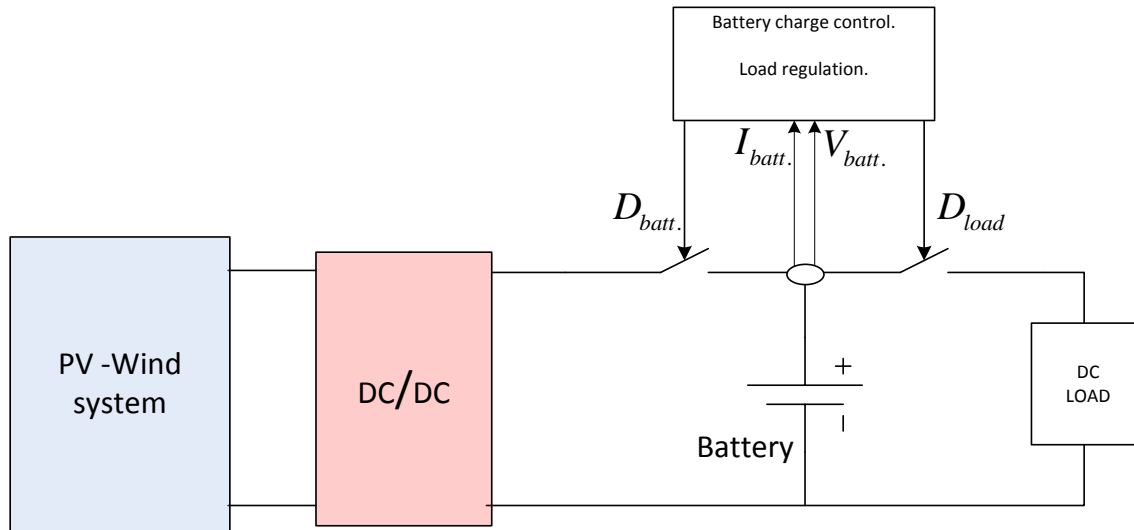 Battery charge control.
Load regulation.
I_batt. V_batt.
D_batt. D_load
PV -Wind
system
DC/DC
DC
LOAD
+
Battery